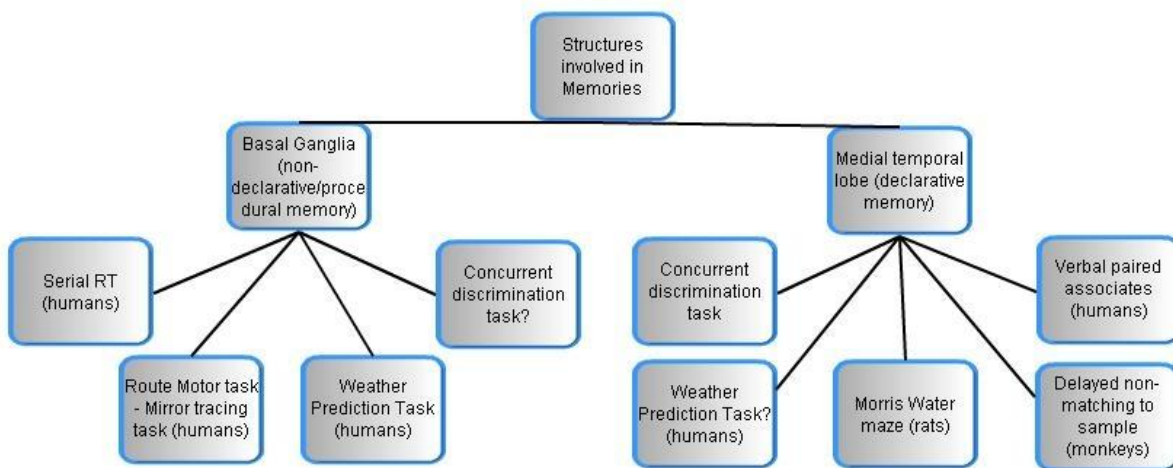 Structures
involved in
Memories
Basal Ganglia
(non-
declarative/proce
dural memory)
Medial temporal
lobe (declarative
memory)
Serial RT
(humans)
Route Motor task
- Mirror tracing
task (humans)
Weather
Prediction Task
(humans)
Concurrent
discrimination
task?
Concurrent
discrimination
task
Weather
Prediction Task?
(humans)
Morris Water
maze (rats)
Delayed non-
matching to
sample
(monkeys)
Verbal paired
associates
(humans)